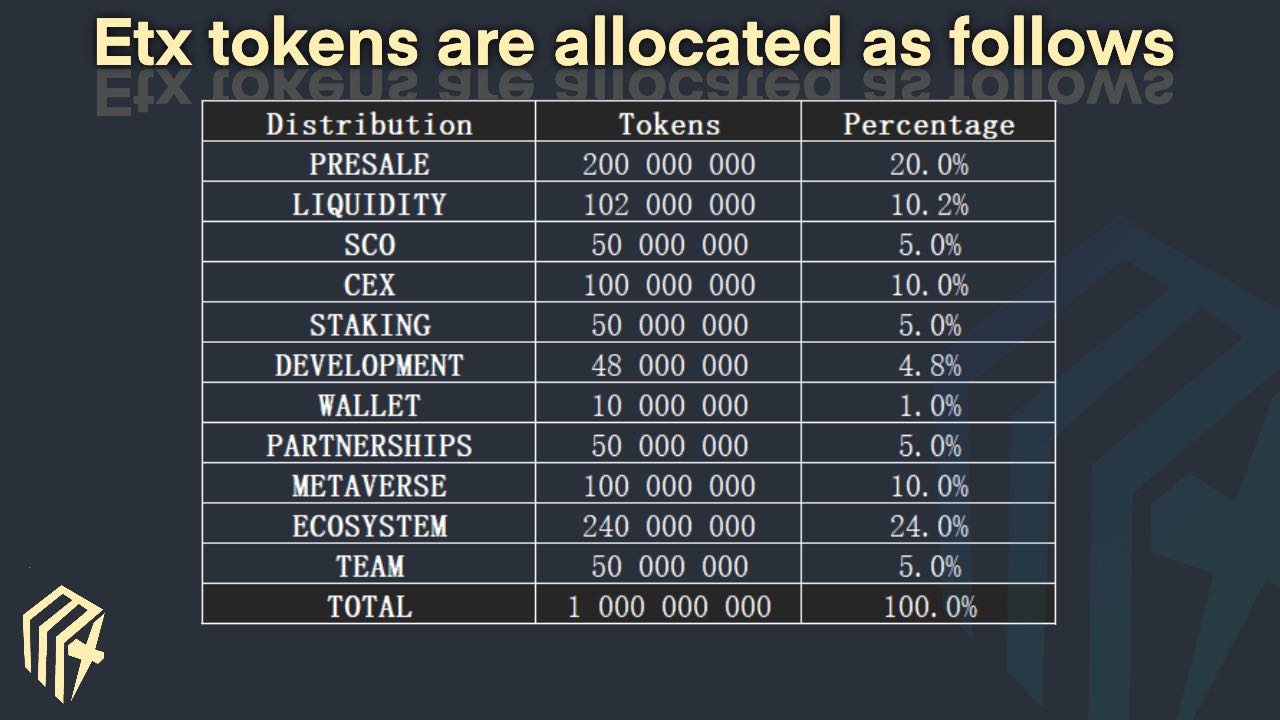 Etx tokens are allocated as follows
Distribution Tokens Percentage
PRESALE 200 000 000 20.0%
LIQUIDITY 102 000 000 10.2%
SCO 50 000 000 5.0%
CEX 100 000 000 10.0%
STAKING 50 000 000 5.0%
DEVELOPMENT 48 000 000 4.8%
WALLET 10 000 000 1.0%
PARTNERSHIPS 50 000 000 5.0%
METAVERSE 100 000 000 10.0%
ECOSYSTEM 240 000 000 24.0%
TEAM 50 000 000 5.0%
TOTAL 1 000 000 000 100.0%